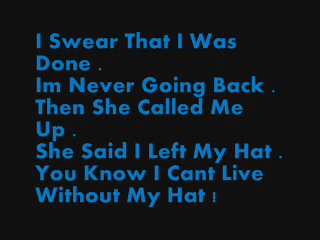 I Swear That I Was
Done .
Im Never Going Back .
Then She Called Me
Up .
She Said I Left My Hat .
You Know I Cant Live
Without My Hat !